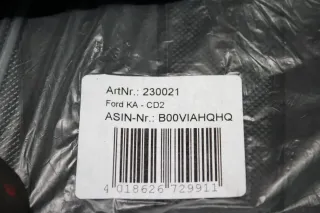 ArtNr.: 230021
Ford KA - CD2
ASIN-Nr.: B00VIAHQHQ
4 018626 729911